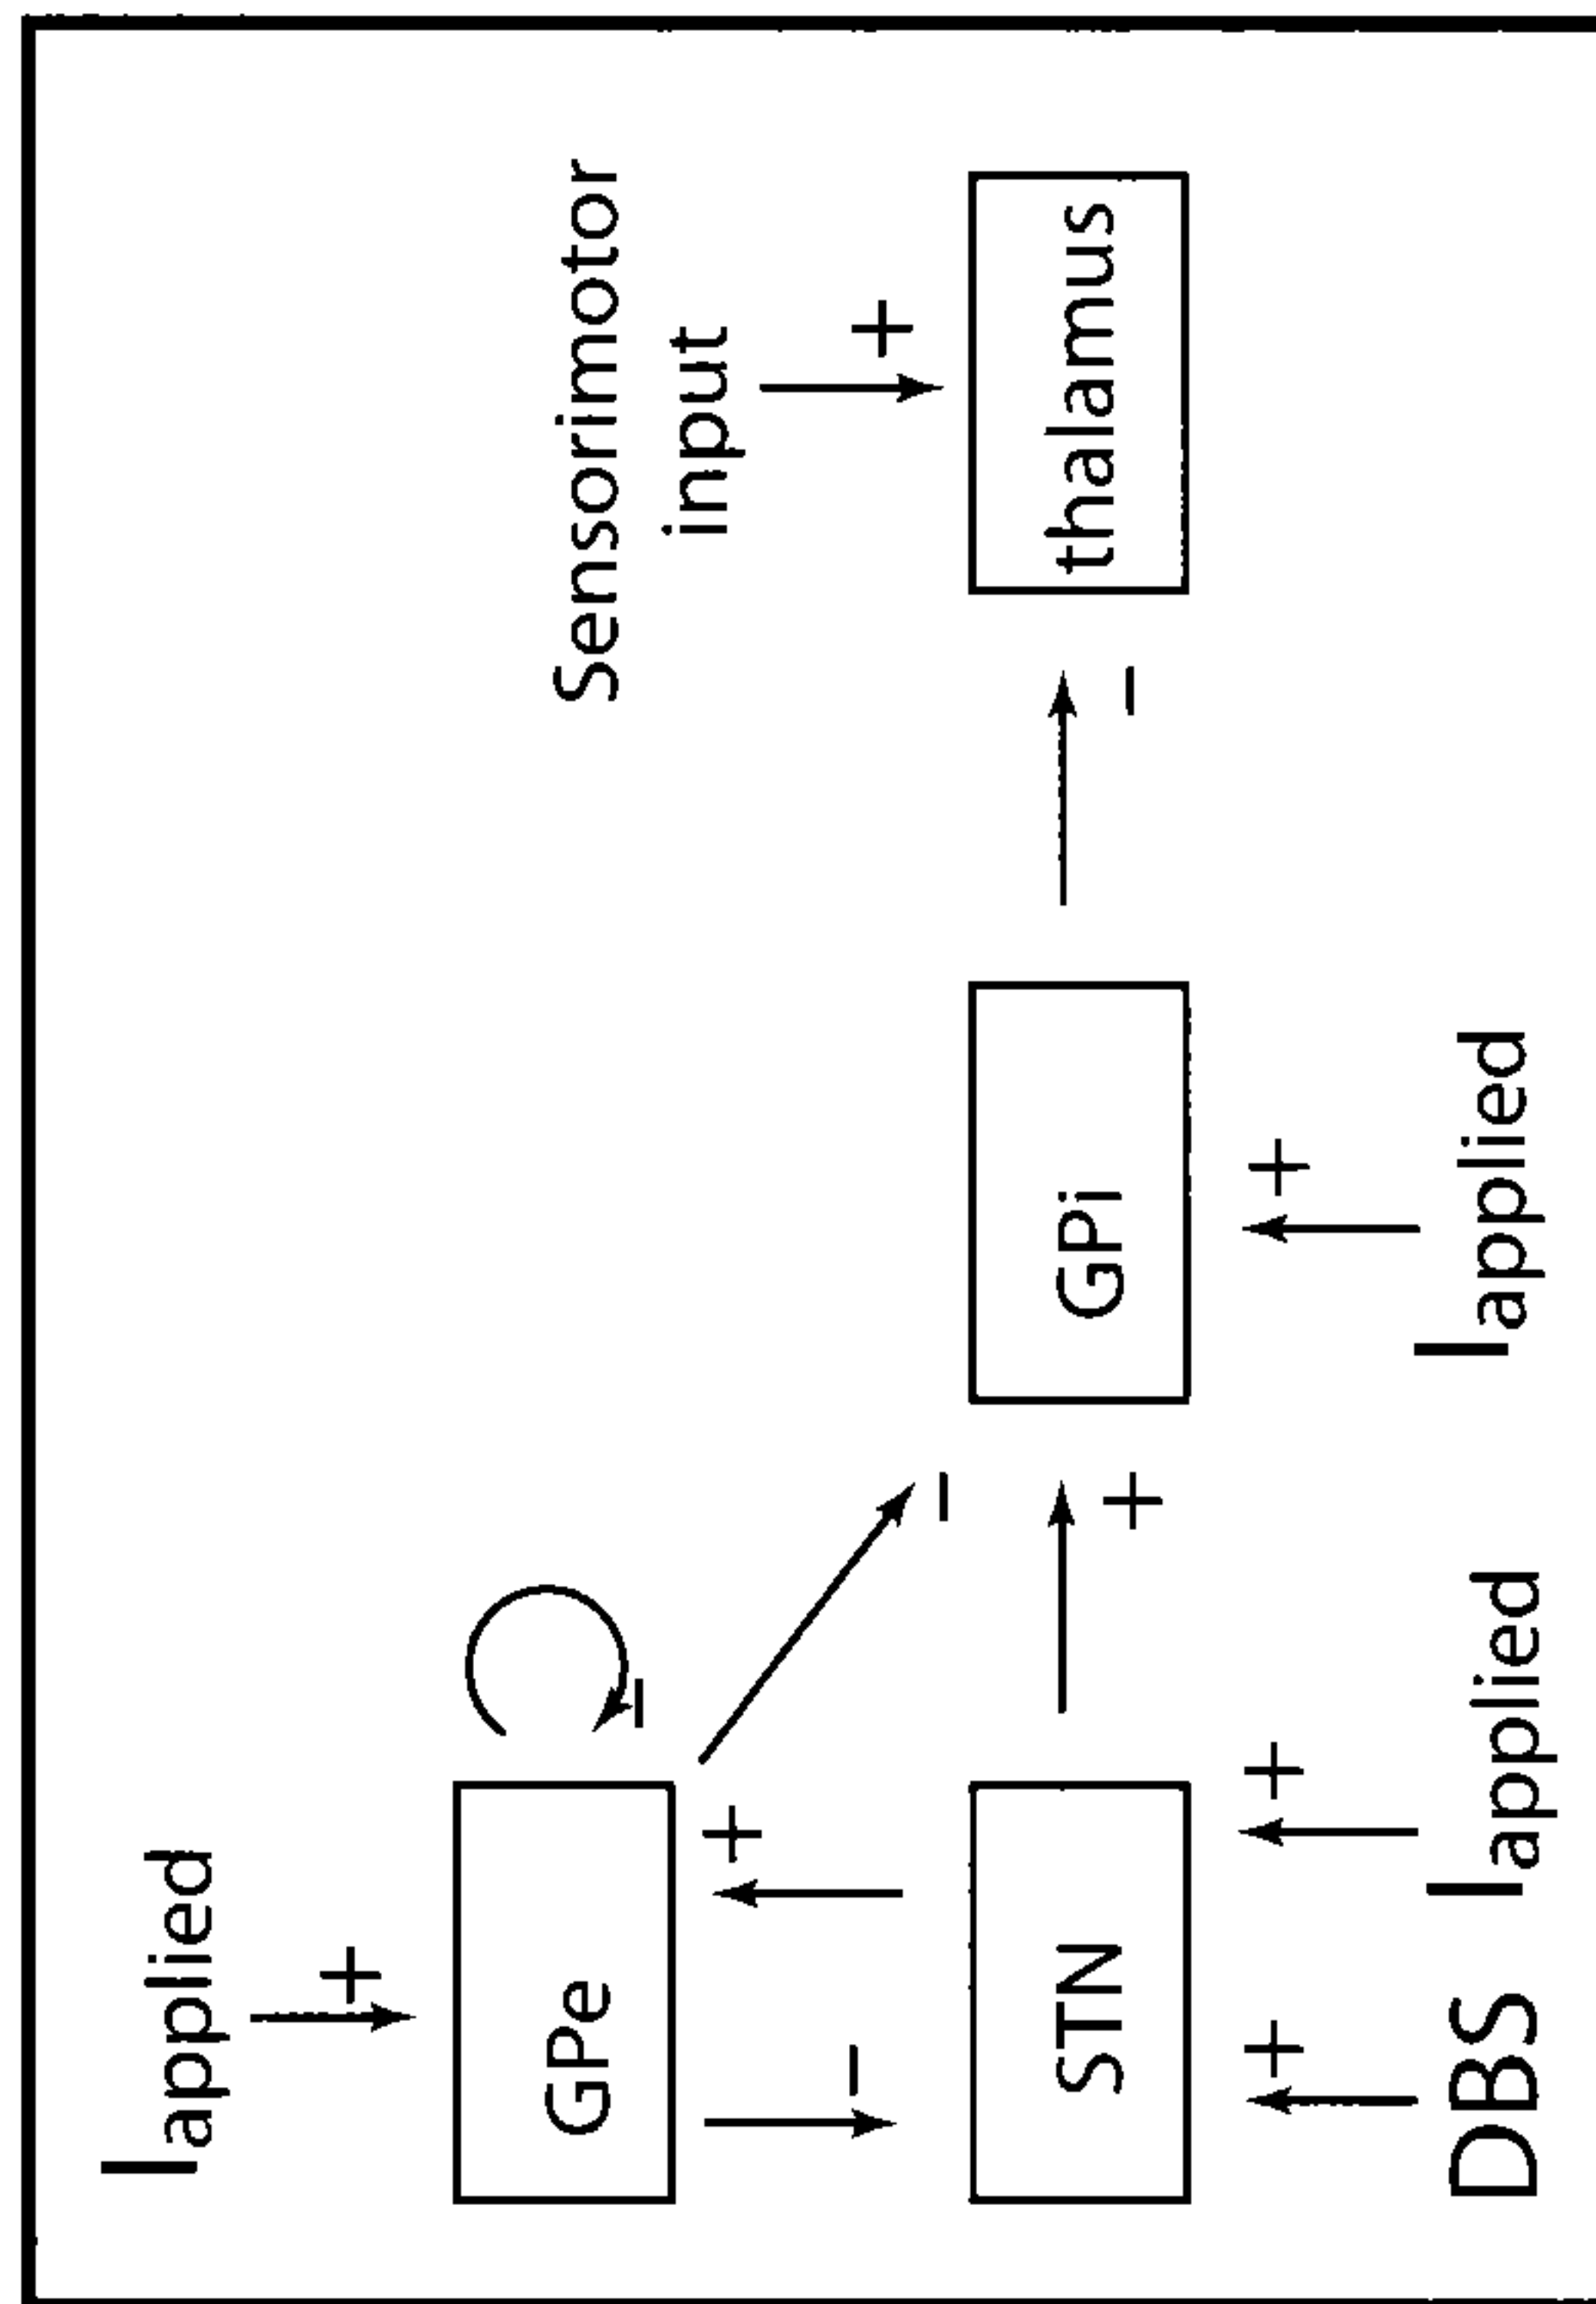 Iapplied
+
Sensorimotor
input
+
GPe
−
+
−
−
STN
+
GPi
−
thalamus
+
+
+
DBS
Iapplied
Iapplied